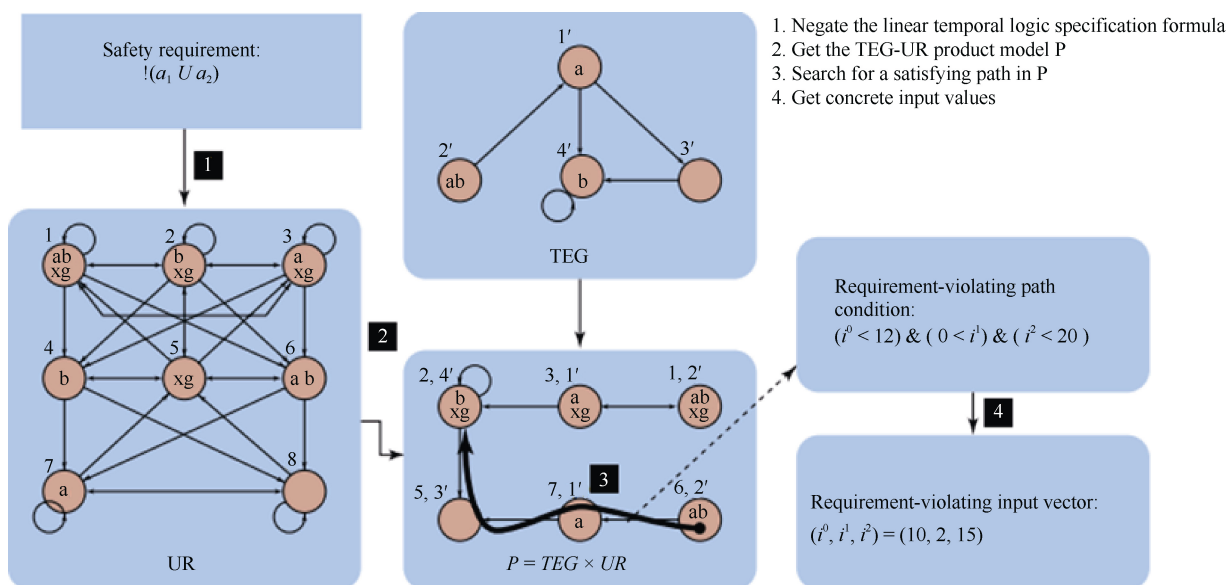 Safety requirement:
!(a₁ U a₂)
1
1. Negate the linear temporal logic specification formula
2. Get the TEG-UR product model P
3. Search for a satisfying path in P
4. Get concrete input values
1′
a
2′
ab
4′
b
3′
TEG
1
ab
xg
2
b
xg
3
a
xg
4
b
5
xg
6
a b
7
a
8
UR
2
2, 4′
b
xg
3, 1′
a
xg
1, 2′
ab
xg
5, 3′
7, 1′
a
3
6, 2′
ab
P = TEG × UR
Requirement-violating path
condition:
(i⁰ < 12) & ( 0 < i¹) & ( i² < 20 )
4
Requirement-violating input vector:
(i⁰, i¹, i²) = (10, 2, 15)